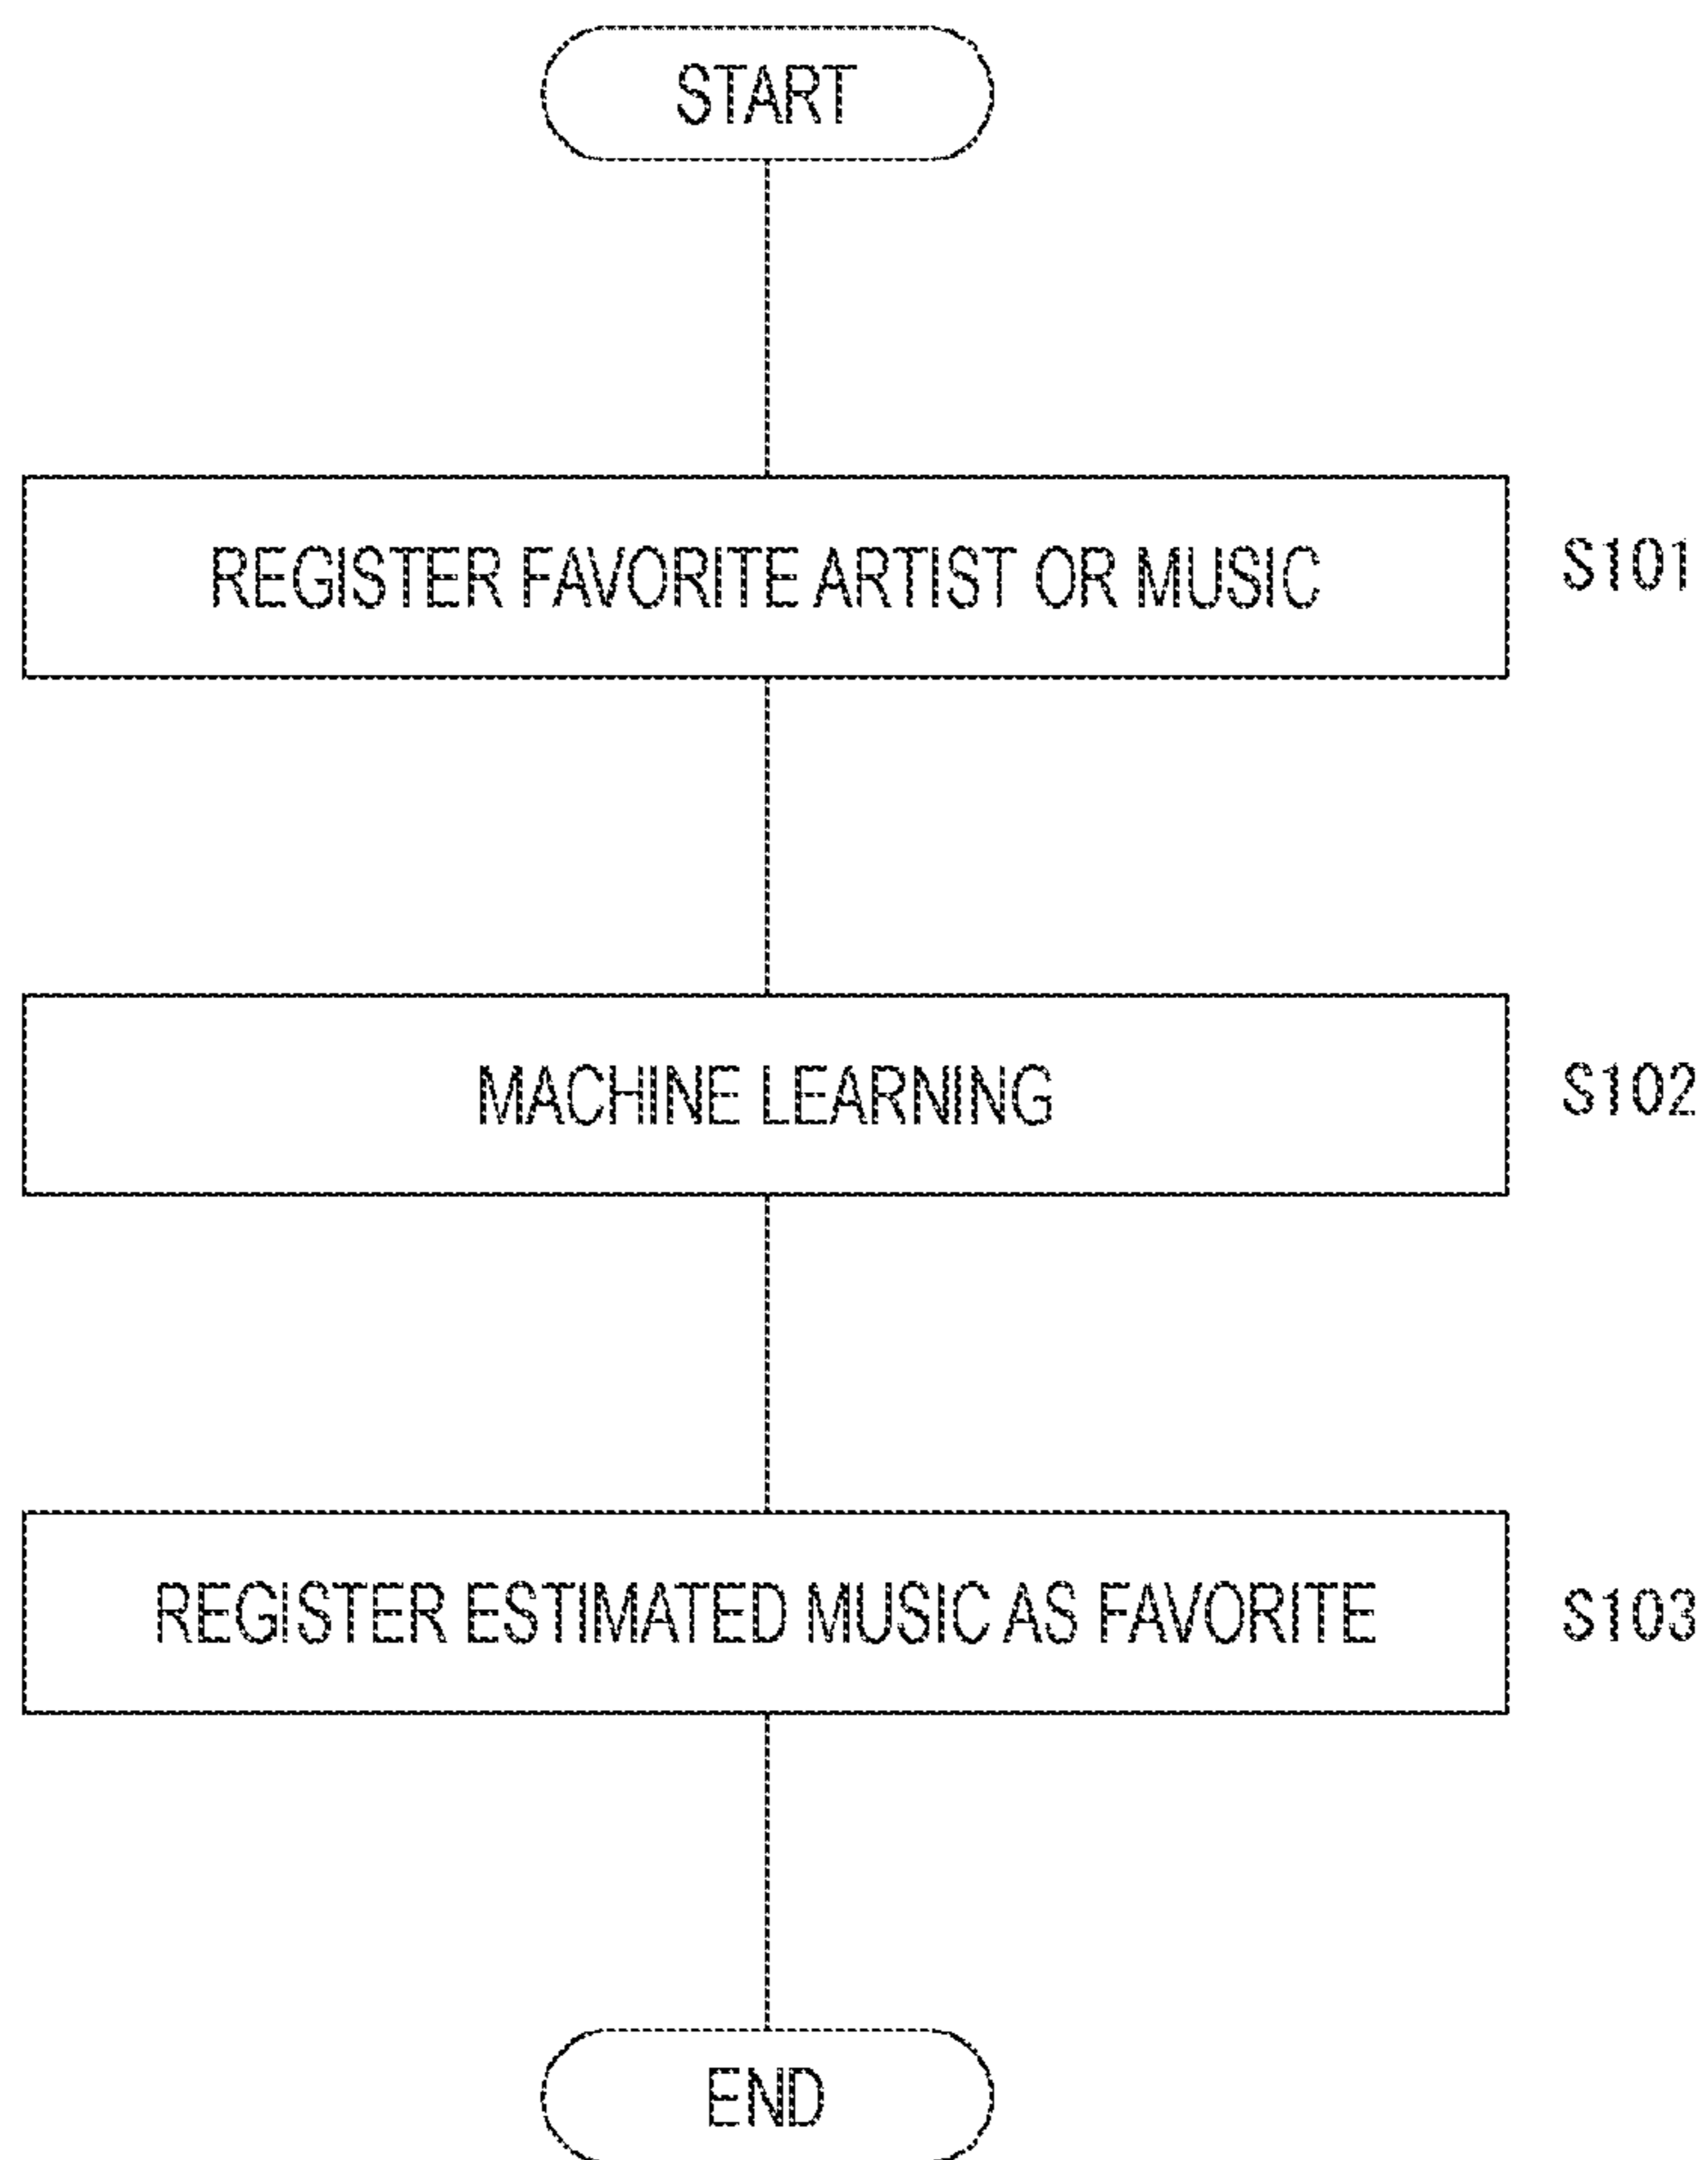 START
REGISTER FAVORITE ARTIST OR MUSIC
S101
MACHINE LEARNING
S102
REGISTER ESTIMATED MUSIC AS FAVORITE
S103
END